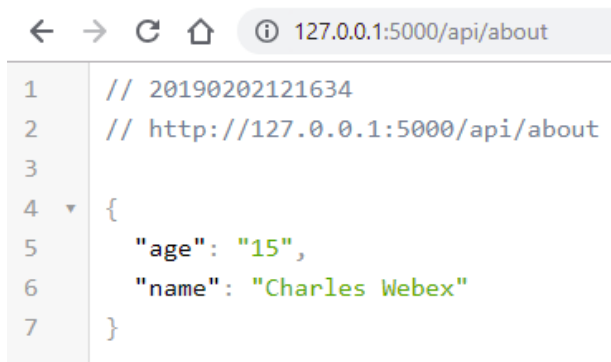 127.0.0.1:5000/api/about
1 // 20190202121634
2 // http://127.0.0.1:5000/api/about
3
4 {
5 "age": "15",
6 "name": "Charles Webex"
7 }